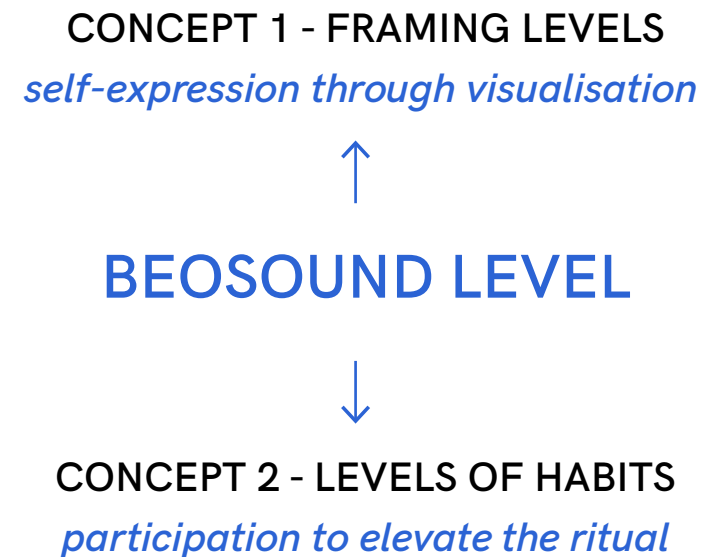 CONCEPT 1 - FRAMING LEVELS
self-expression through visualisation
BEOSOUND LEVEL
CONCEPT 2 - LEVELS OF HABITS
participation to elevate the ritual